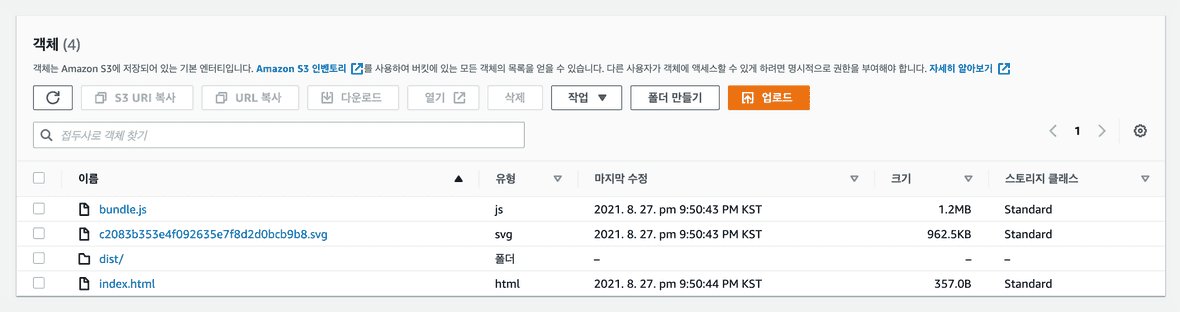 객체 (4)
객체는 Amazon S3에 저장되어 있는 기본 엔터티입니다. Amazon S3 인벤토리 를 사용하여 버킷에 있는 모든 객체의 목록을 얻을 수 있습니다. 다른 사용자가 객체에 액세스할 수 있게 하려면 명시적으로 권한을 부여해야 합니다. 자세히 알아보기
S3 URI 복사 URL 복사 다운로드 열기 삭제 작업 폴더 만들기 업로드
접두사로 객체 찾기 1
이름 유형 마지막 수정 크기 스토리지 클래스
bundle.js js 2021. 8. 27. pm 9:50:43 PM KST 1.2MB Standard
c2083b353e4f092635e7f8d2d0bcb9b8.svg svg 2021. 8. 27. pm 9:50:43 PM KST 962.5KB Standard
dist/ 폴더 – – –
index.html html 2021. 8. 27. pm 9:50:44 PM KST 357.0B Standard